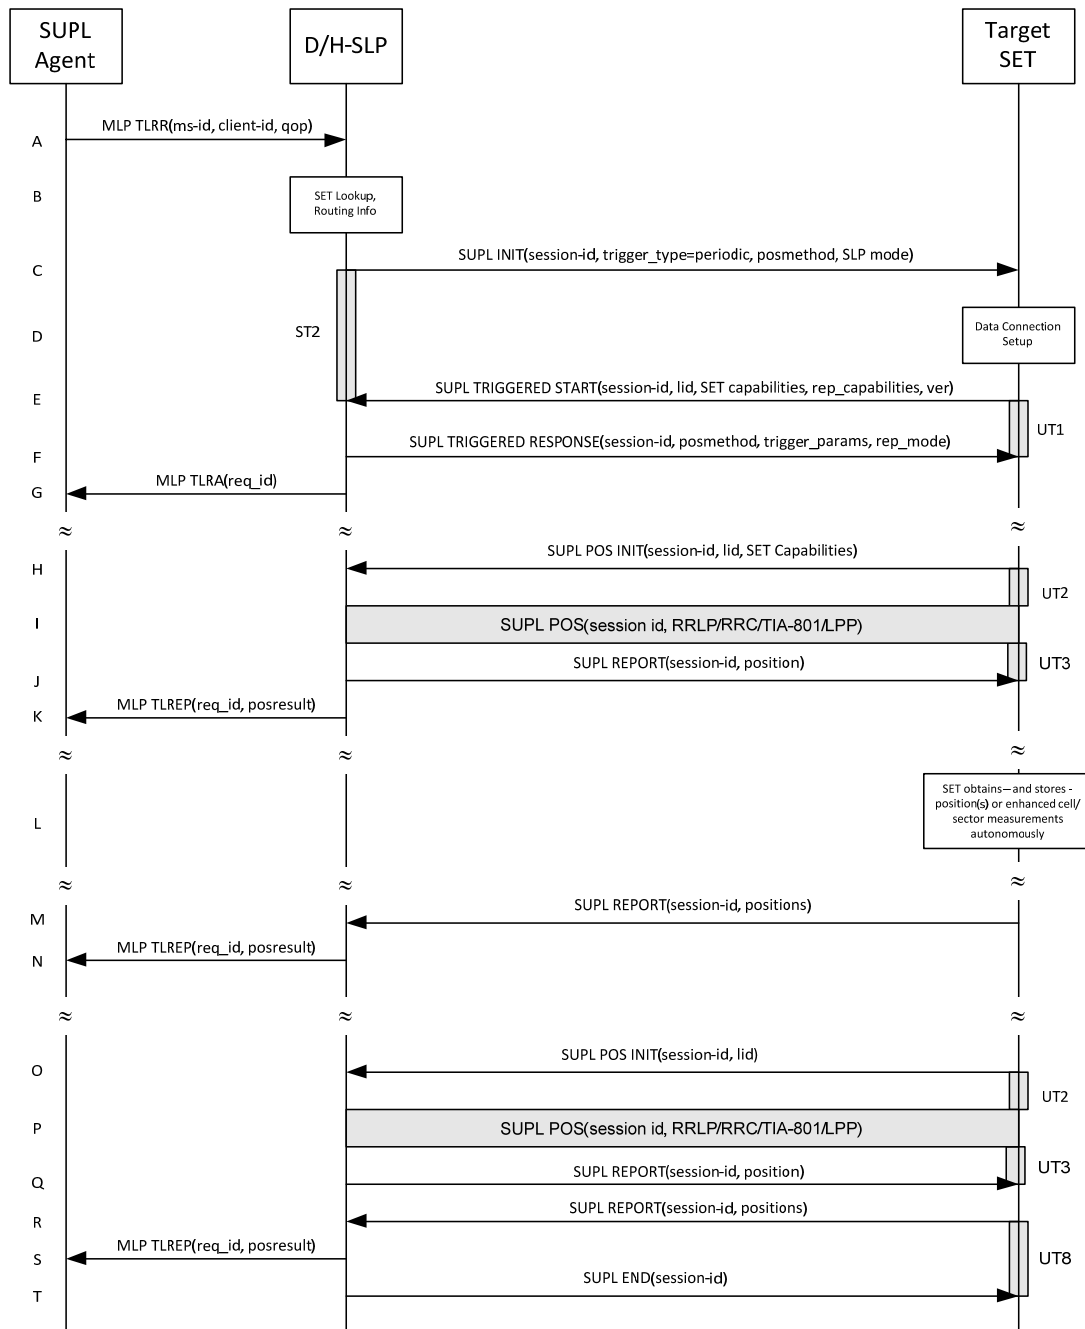 SUPL
Agent
D/H-SLP
Target
SET
A
MLP TLRR(ms-id, client-id, qop)
B
SET Lookup,
Routing Info
C
SUPL INIT(session-id, trigger_type=periodic, posmethod, SLP mode)
D
ST2
Data Connection
Setup
E
SUPL TRIGGERED START(session-id, lid, SET capabilities, rep_capabilities, ver)
UT1
F
SUPL TRIGGERED RESPONSE(session-id, posmethod, trigger_params, rep_mode)
G
MLP TLRA(req_id)
≈ ≈ ≈
H
SUPL POS INIT(session-id, lid, SET Capabilities)
UT2
I
SUPL POS(session id, RRLP/RRC/TIA-801/LPP)
J
SUPL REPORT(session-id, position)
UT3
K
MLP TLREP(req_id, posresult)
≈ ≈ ≈
L
SET obtains–and stores -
position(s) or enhanced cell/
sector measurements
autonomously
≈ ≈ ≈
M
SUPL REPORT(session-id, positions)
N
MLP TLREP(req_id, posresult)
≈ ≈ ≈
O
SUPL POS INIT(session-id, lid)
UT2
P
SUPL POS(session id, RRLP/RRC/TIA-801/LPP)
Q
SUPL REPORT(session-id, position)
UT3
R
SUPL REPORT(session-id, positions)
S
MLP TLREP(req_id, posresult)
UT8
T
SUPL END(session-id)